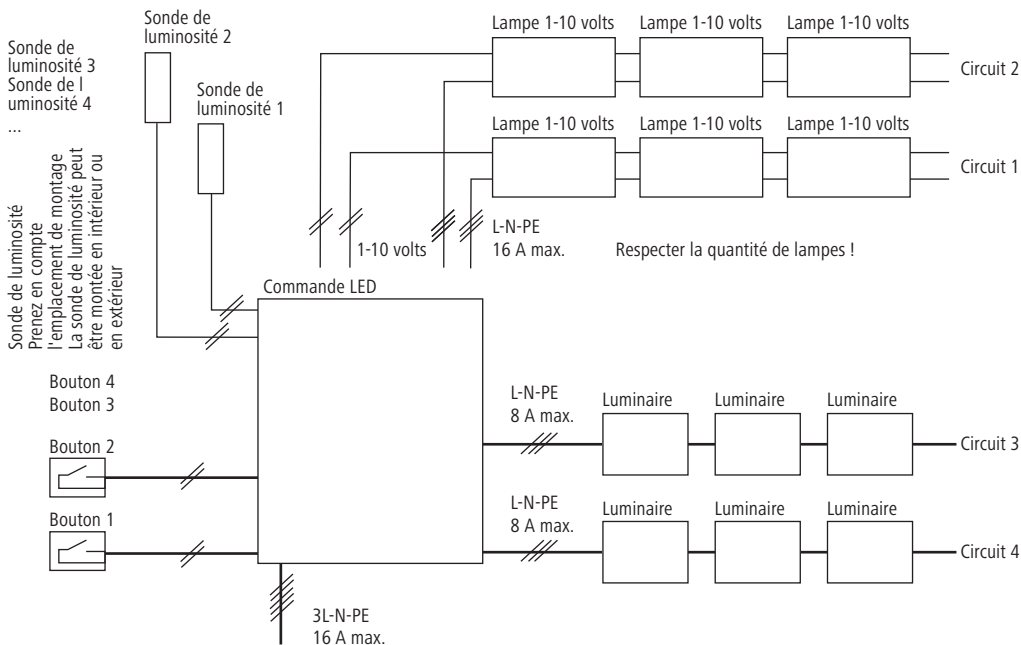 Sonde de
luminosité 3
Sonde de l
uminosité 4
...
Sonde de
luminosité 2
Sonde de
luminosité 1
Lampe 1-10 volts
Lampe 1-10 volts
Lampe 1-10 volts
Circuit 2
Lampe 1-10 volts
Lampe 1-10 volts
Lampe 1-10 volts
Circuit 1
1-10 volts
L-N-PE
16 A max.
Respecter la quantité de lampes !
Sonde de luminosité
Prenez en compte
l'emplacement de montage
La sonde de luminosité peut
être montée en intérieur ou
en extérieur
Commande LED
Bouton 4
Bouton 3
Bouton 2
Bouton 1
L-N-PE
8 A max.
Luminaire
Luminaire
Luminaire
Circuit 3
L-N-PE
8 A max.
Luminaire
Luminaire
Luminaire
Circuit 4
3L-N-PE
16 A max.